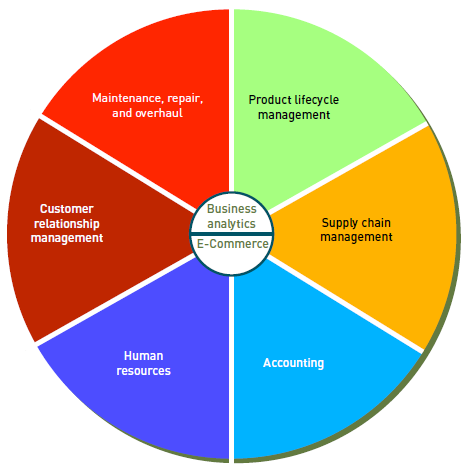 Maintenance, repair,
and overhaul
Product lifecycle
management
Customer
relationship
management
Business
analytics
E-Commerce
Supply chain
management
Human
resources
Accounting